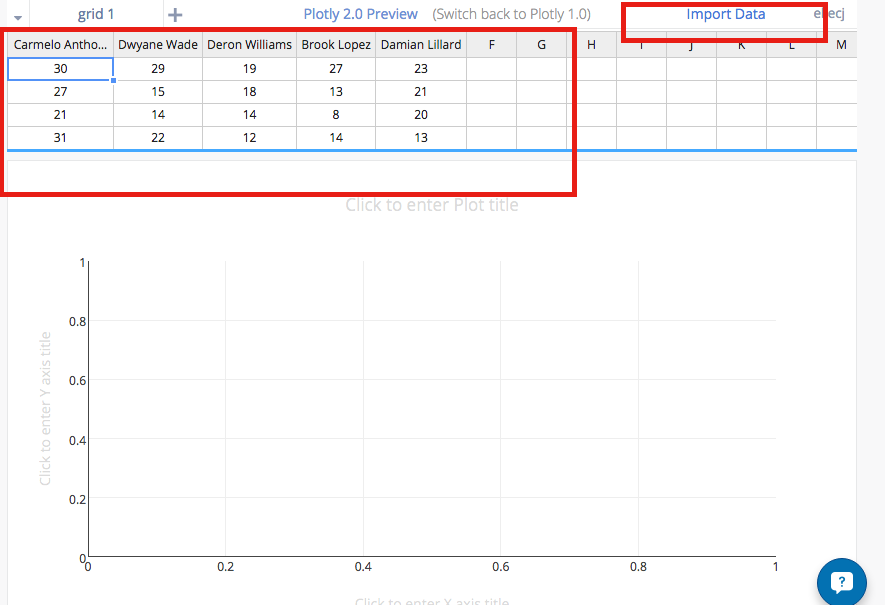 grid 1 + Plotly 2.0 Preview (Switch back to Plotly 1.0) Import Data
Carmelo Antho... Dwyane Wade Deron Williams Brook Lopez Damian Lillard F G H I J K L M
30 29 19 27 23
27 15 18 13 21
21 14 14 8 20
31 22 12 14 13
Click to enter Plot title
1
0.8
0.6
0.4
0.2
0
Click to enter Y axis title
0 0.2 0.4 0.6 0.8 1
Click to enter X axis title
?